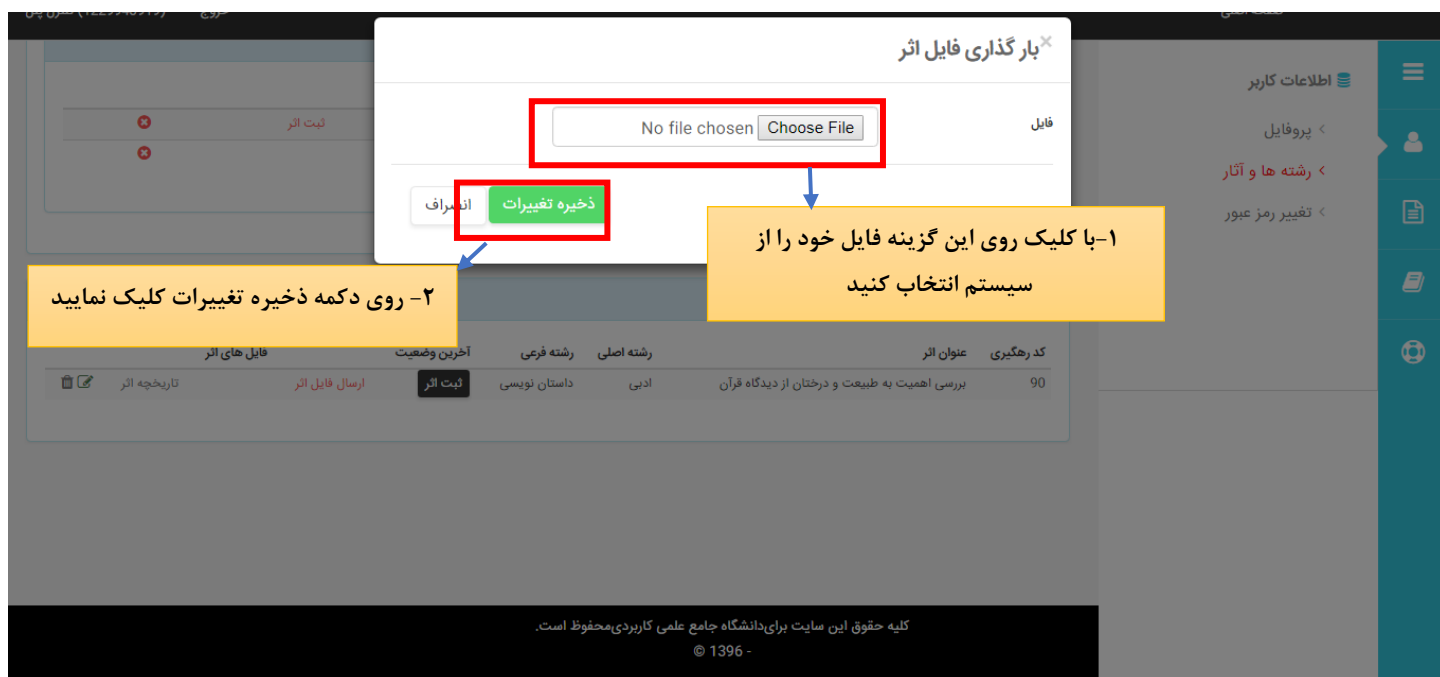 صفحه اصلی
خروج
اطلاعات کاربر
پروفایل
رشته ها و آثار
تغییر رمز عبور
بار گذاری فایل اثر
×
فایل
Choose File No file chosen
ذخیره تغییرات
انصراف
ثبت اثر
۱-با کلیک روی این گزینه فایل خود را از
سیستم انتخاب کنید
۲- روی دکمه ذخیره تغییرات کلیک نمایید
کد رهگیری عنوان اثر رشته اصلی رشته فرعی آخرین وضعیت فایل های اثر
90 بررسی اهمیت به طبیعت و درختان از دیدگاه قرآن ادبی داستان نویسی ثبت اثر ارسال فایل اثر تاریخچه اثر
کلیه حقوق این سایت برای‌دانشگاه جامع علمی کاربردی‌محفوظ است.
© 1396 -